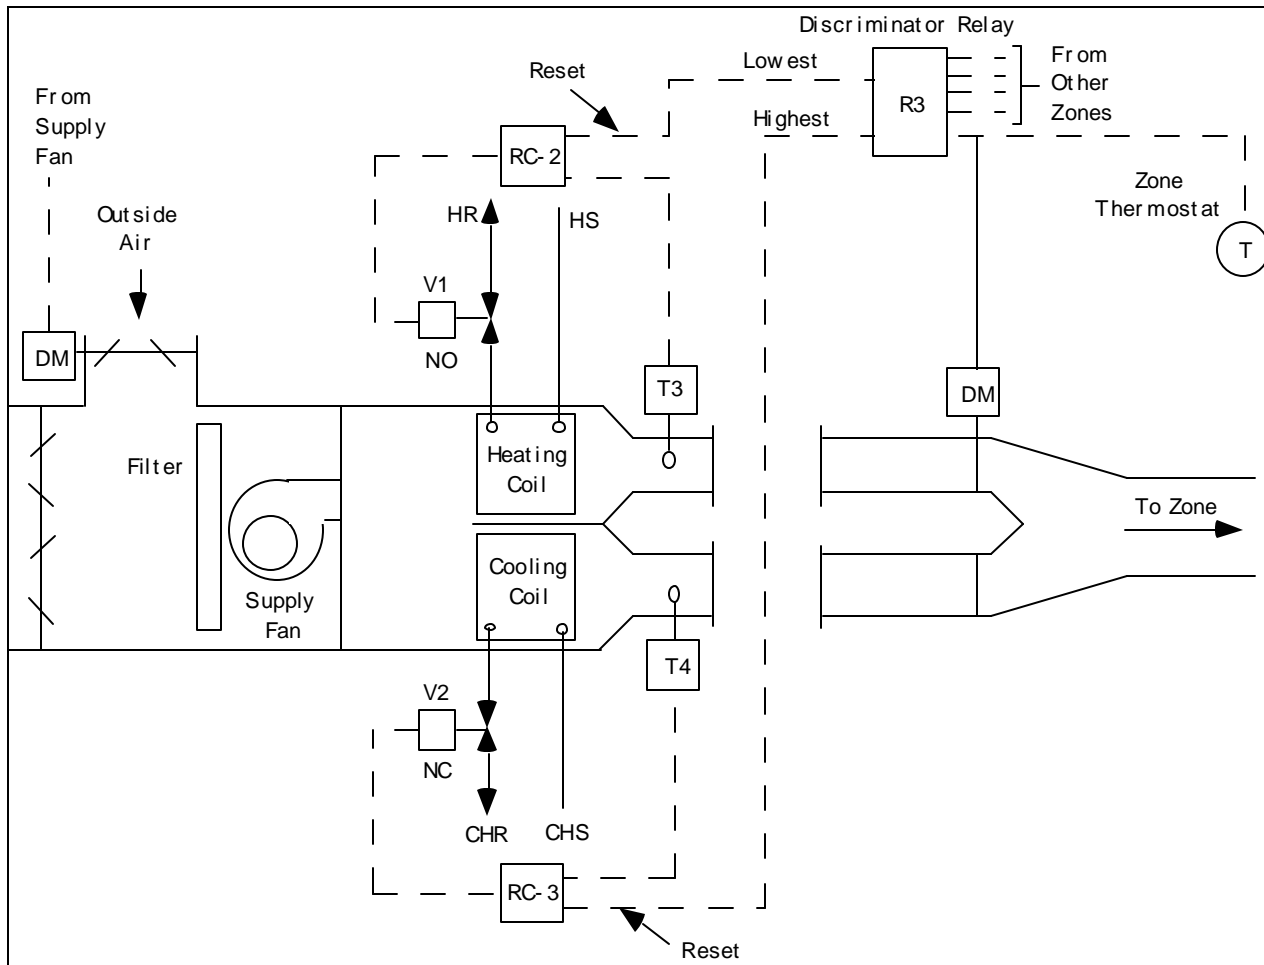 Discriminator Relay
Lowest
Reset
From
Other
Zones
From
Supply
Fan
R3
Highest
RC-2
Zone
Thermostat
Outside
Air
HR
HS
T
V1
DM
NO
T3
DM
Filter
Heating
Coil
To Zone
Cooling
Coil
Supply
Fan
T4
V2
NC
CHR
CHS
RC-3
Reset